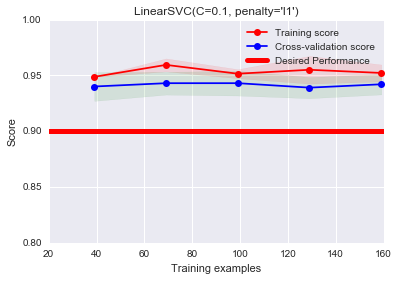 LinearSVC(C=0.1, penalty='l1')
1.00
0.95
0.90
0.85
0.80
Score
Training score
Cross-validation score
Desired Performance
20 40 60 80 100 120 140 160
Training examples